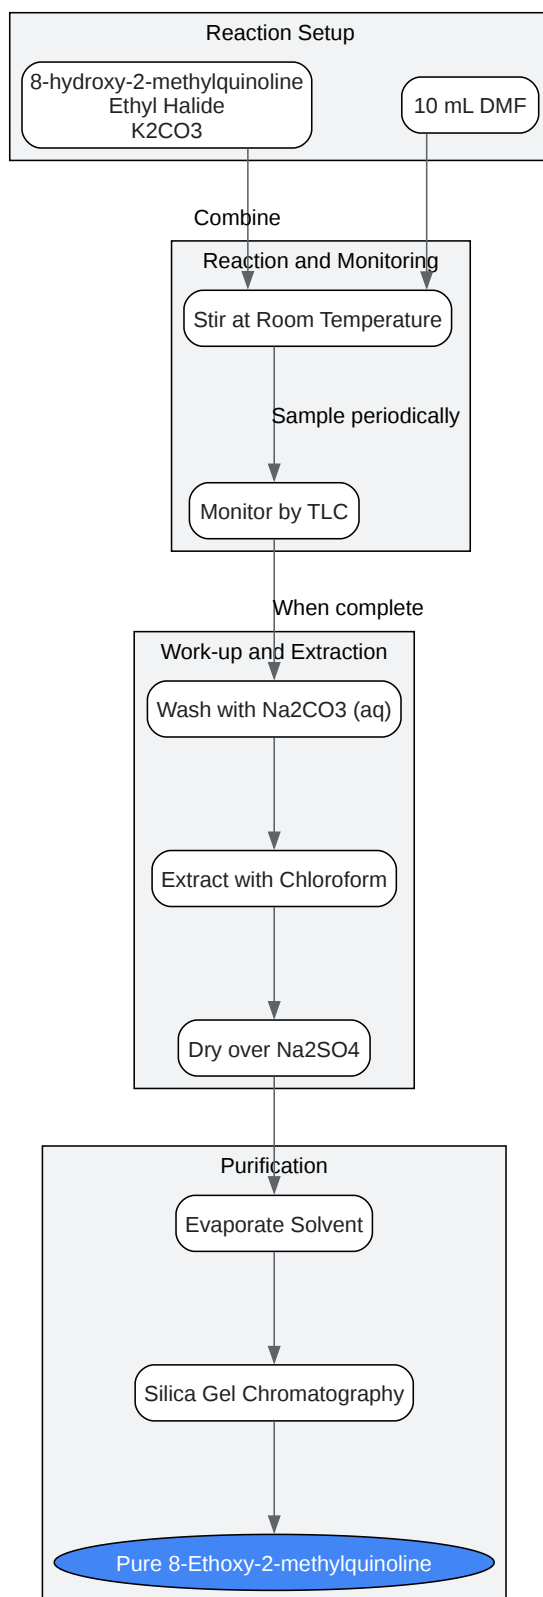 Reaction Setup
8-hydroxy-2-methylquinoline
Ethyl Halide
K2CO3
10 mL DMF
Combine
Reaction and Monitoring
Stir at Room Temperature
Sample periodically
Monitor by TLC
When complete
Work-up and Extraction
Wash with Na2CO3 (aq)
Extract with Chloroform
Dry over Na2SO4
Purification
Evaporate Solvent
Silica Gel Chromatography
Pure 8-Ethoxy-2-methylquinoline